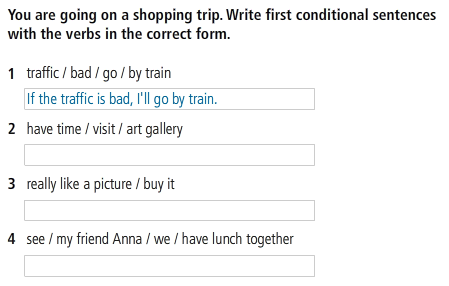 You are going on a shopping trip. Write first conditional sentences
with the verbs in the correct form.
1 traffic / bad / go / by train
If the traffic is bad, I'll go by train.
2 have time / visit / art gallery
3 really like a picture / buy it
4 see / my friend Anna / we / have lunch together